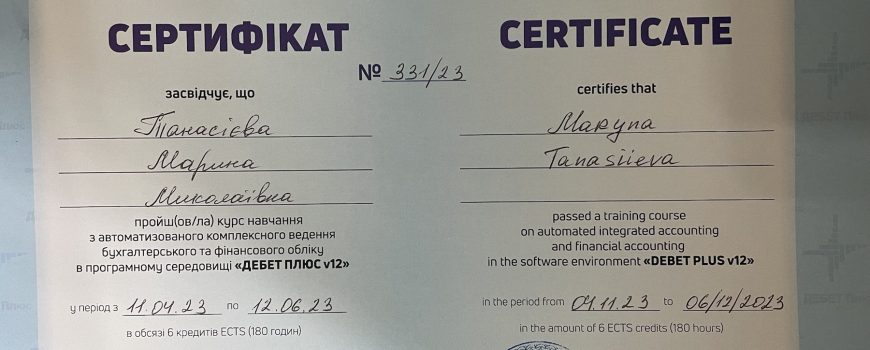 СЕРТИФІКАТ
CERTIFICATE
№ 331/23
засвідчує, що
Танасієва
Марина
Миколаївна
пройш(ов/ла) курс навчання
з автоматизованого комплексного ведення
бухгалтерського та фінансового обліку
в програмному середовищі «ДЕБЕТ ПЛЮС v12»
у період з 11.04.23 по 12.06.23
в обсязі 6 кредитів ECTS (180 годин)
certifies that
Maryna
Tanasiieva
passed a training course
on automated integrated accounting
and financial accounting
in the software environment «DEBET PLUS v12»
in the period from 04.11.23 to 06/12/2023
in the amount of 6 ECTS credits (180 hours)